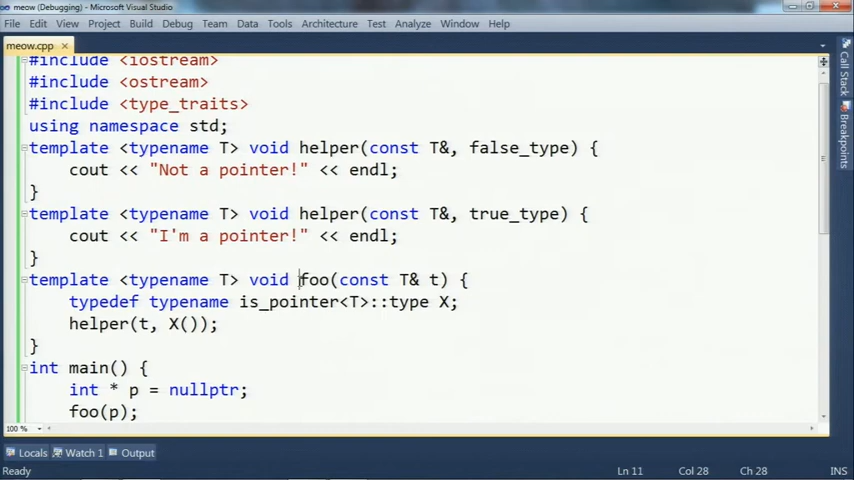 meow (Debugging) - Microsoft Visual Studio
File Edit View Project Build Debug Team Data Tools Architecture Test Analyze Window Help
meow.cpp
#include <iostream>
#include <ostream>
#include <type_traits>
using namespace std;
template <typename T> void helper(const T&, false_type) {
cout << "Not a pointer!" << endl;
}
template <typename T> void helper(const T&, true_type) {
cout << "I'm a pointer!" << endl;
}
template <typename T> void foo(const T& t) {
typedef typename is_pointer<T>::type X;
helper(t, X());
}
int main() {
int * p = nullptr;
foo(p);
Call Stack
Breakpoints
100 %
Locals Watch 1 Output
Ready Ln 11 Col 28 Ch 28 INS